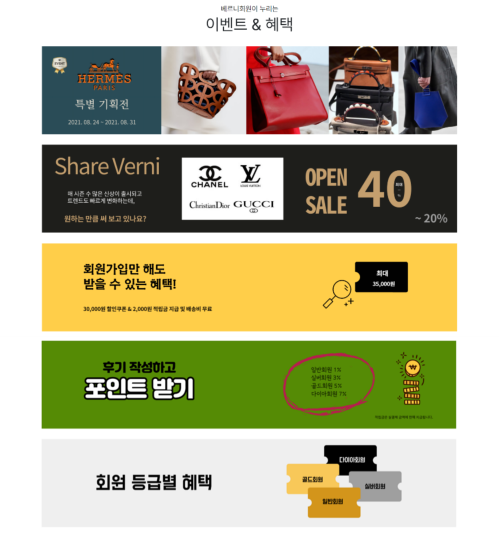 베르니회원이 누리는
이벤트 & 혜택
HERMES
PARIS
특별 기획전
2021. 08. 24 ~ 2021. 08. 31
Share Verni
매 시즌 수 많은 신상이 출시되고
트렌드도 빠르게 변화하는데,
원하는 만큼 써 보고 있나요?
CHANEL
LOUIS VUITTON
Christian Dior
GUCCI
OPEN
SALE
최대
40
~ 20%
회원가입만 해도
받을 수 있는 혜택!
30,000원 할인쿠폰 & 2,000원 적립금 지급 및 배송비 무료
최대
35,000원
후기 작성하고
포인트 받기
일반회원 1%
실버회원 3%
골드회원 5%
다이아회원 7%
회원 등급별 혜택
다이아회원
골드회원
실버회원
일반회원